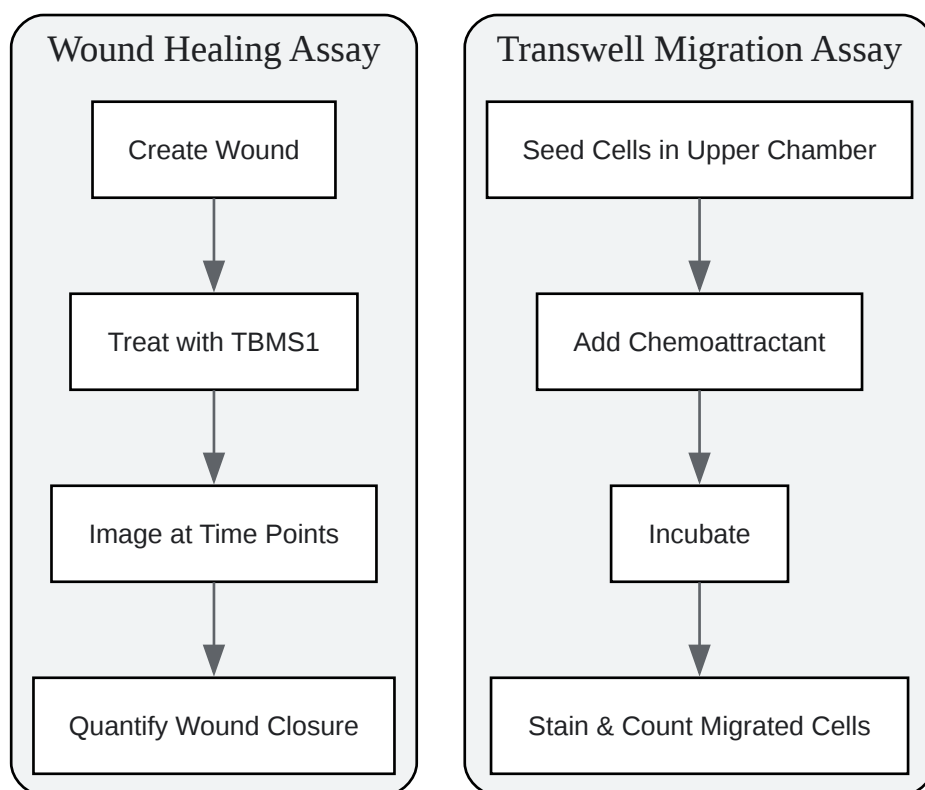 Wound Healing Assay
Create Wound
Treat with TBMS1
Image at Time Points
Quantify Wound Closure
Transwell Migration Assay
Seed Cells in Upper Chamber
Add Chemoattractant
Incubate
Stain & Count Migrated Cells